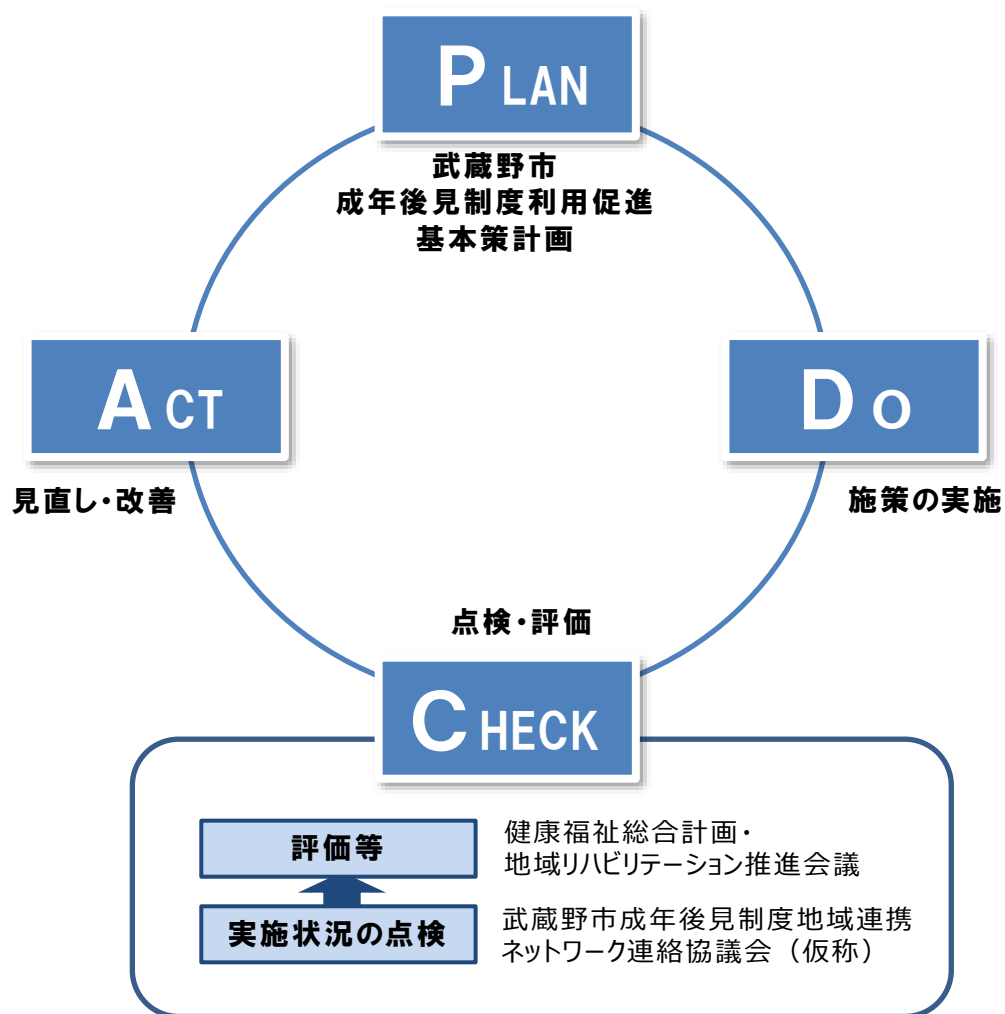 PLAN
武蔵野市
成年後見制度利用促進
基本策計画
ACT
見直し・改善
DO
施策の実施
点検・評価
CHECK
評価等
健康福祉総合計画・
地域リハビリテーション推進会議
実施状況の点検
武蔵野市成年後見制度地域連携
ネットワーク連絡協議会（仮称）